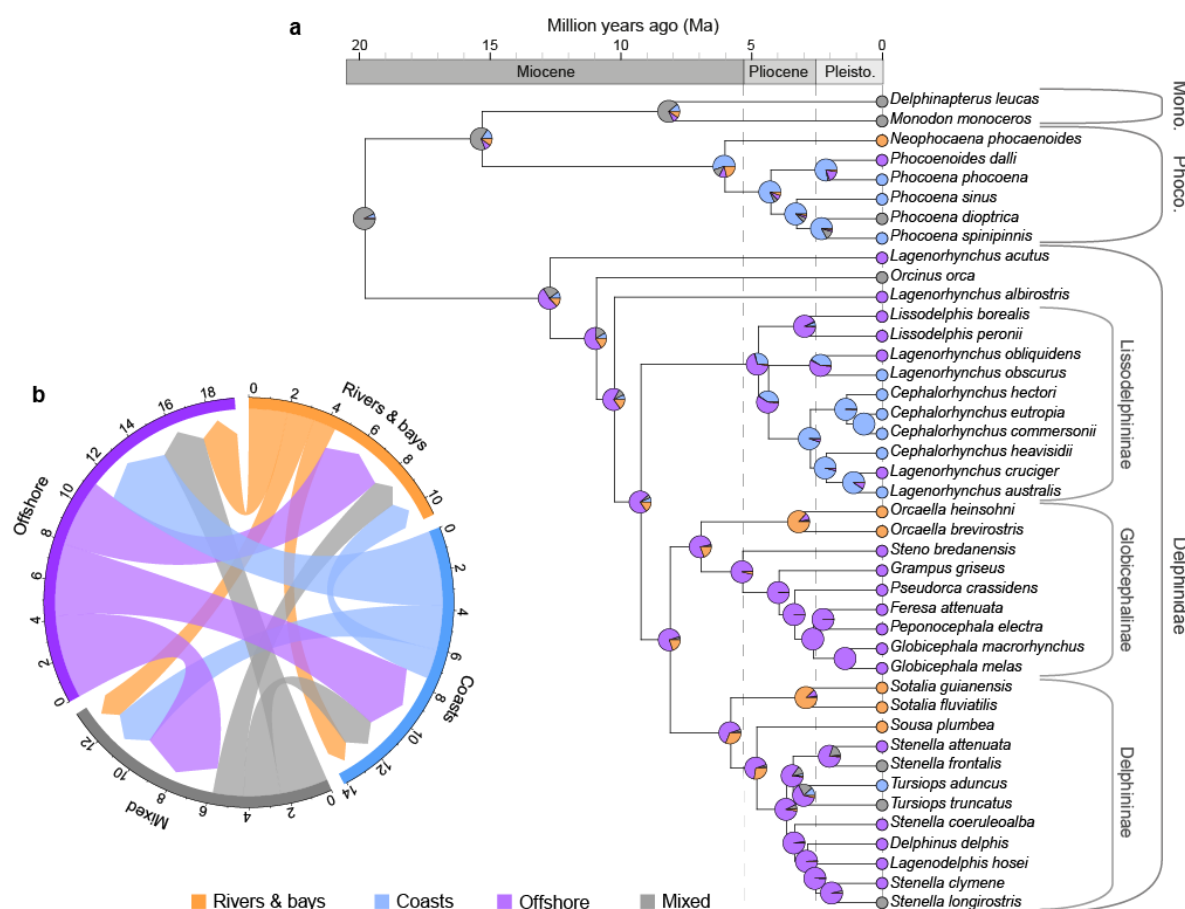 Million years ago (Ma)
a
20 15 10 5 0
Miocene Pliocene Pleisto.
Delphinapterus leucas
Monodon monoceros
Mono.
Neophocaena phocaenoides
Phocoenoides dalli
Phocoena phocoena
Phocoena sinus
Phocoena dioptrica
Phocoena spinipinnis
Phoco.
Lagenorhynchus acutus
Orcinus orca
Lagenorhynchus albirostris
Lissodelphis borealis
Lissodelphis peronii
Lagenorhynchus obliquidens
Lagenorhynchus obscurus
Cephalorhynchus hectori
Cephalorhynchus eutropia
Cephalorhynchus commersonii
Cephalorhynchus heavisidii
Lagenorhynchus cruciger
Lagenorhynchus australis
Lissodelphininae
Orcaella heinsohni
Orcaella brevirostris
Steno bredanensis
Grampus griseus
Pseudorca crassidens
Feresa attenuata
Peponocephala electra
Globicephala macrorhynchus
Globicephala melas
Globicephalinae
Delphinidae
Sotalia guianensis
Sotalia fluviatilis
Sousa plumbea
Stenella attenuata
Stenella frontalis
Tursiops aduncus
Tursiops truncatus
Stenella coeruleoalba
Delphinus delphis
Lagenodelphis hosei
Stenella clymene
Stenella longirostris
Delphininae
b
Rivers & bays
0 2 4 6 8 10
Coasts
0 2 4 6 8 10 12 14
Mixed
0 2 4 6 8 10 12
Offshore
0 2 4 6 8 10 12 14 16 18
Rivers & bays Coasts Offshore Mixed